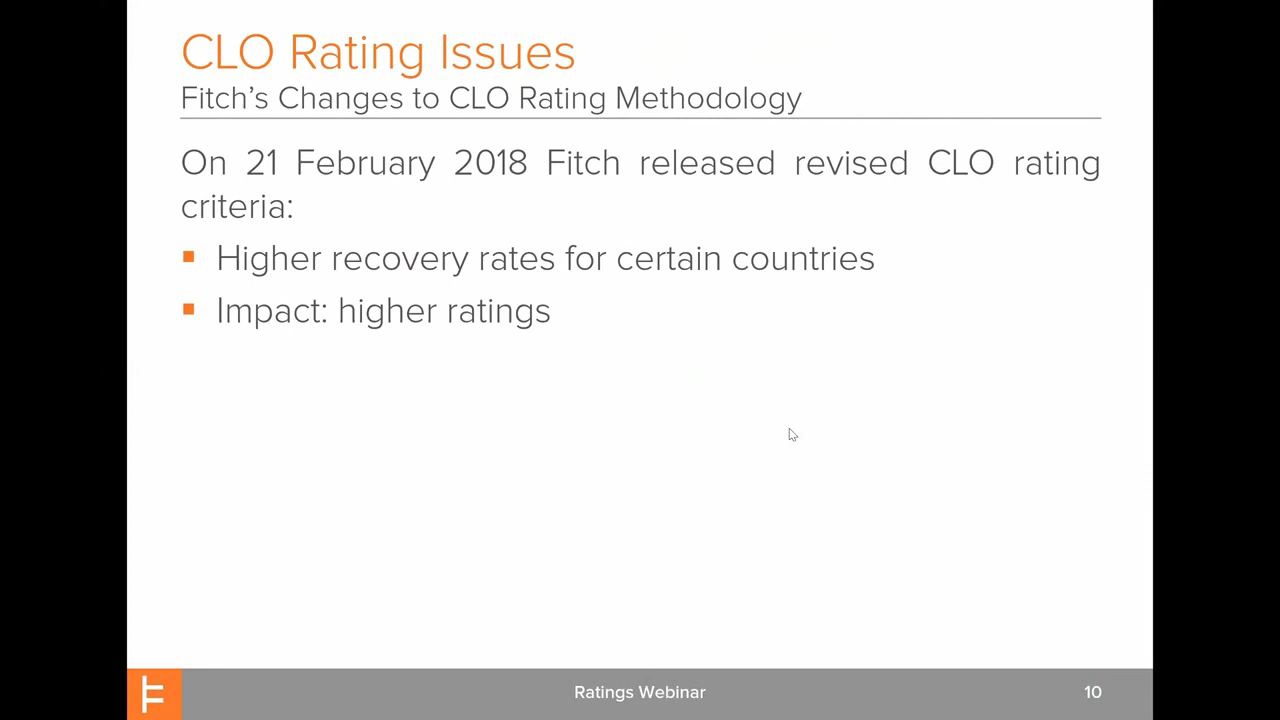 CLO Rating Issues
Fitch's Changes to CLO Rating Methodology
On 21 February 2018 Fitch released revised CLO rating
criteria:
Higher recovery rates for certain countries
Impact: higher ratings
Ratings Webinar
10